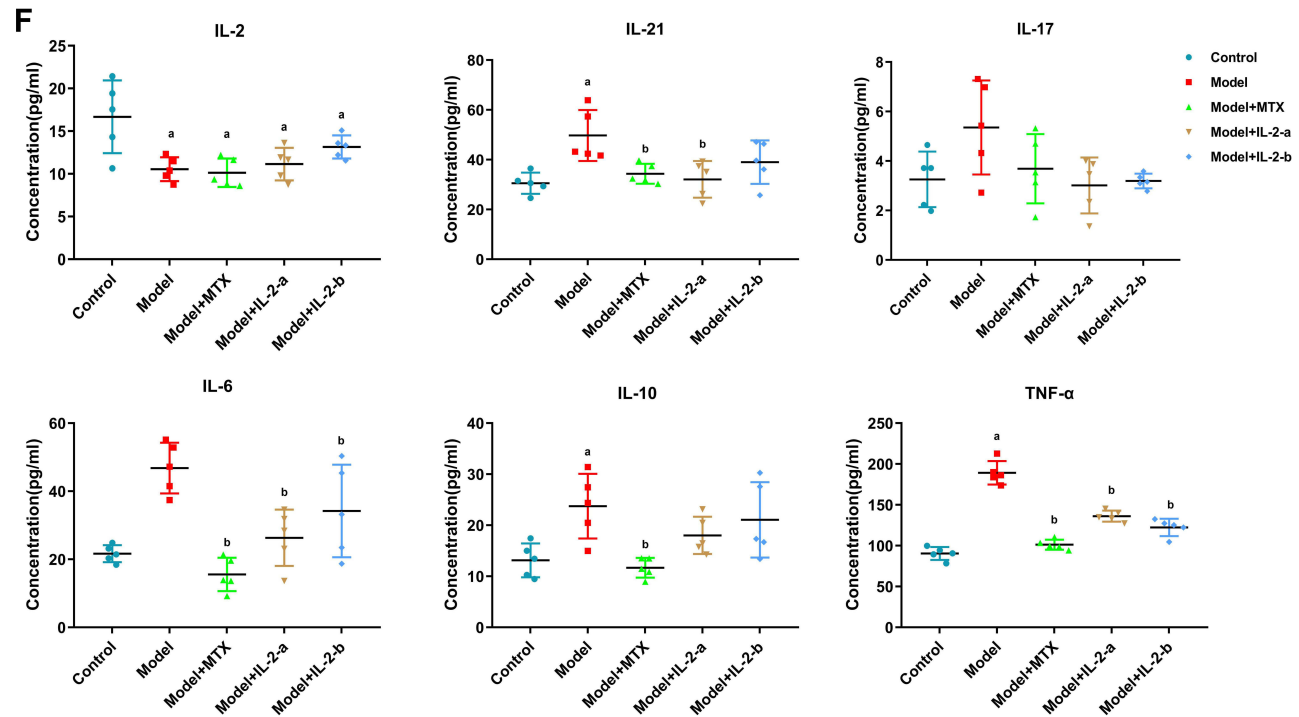 F
IL-2
Concentration(pg/ml)
25
20
15
10
5
0
a
a
a
a
Control
Model
Model+MTX
Model+IL-2-a
Model+IL-2-b
IL-21
Concentration(pg/ml)
80
60
40
20
0
a
b
b
Control
Model
Model+MTX
Model+IL-2-a
Model+IL-2-b
IL-17
Concentration(pg/ml)
8
6
4
2
0
Control
Model
Model+MTX
Model+IL-2-a
Model+IL-2-b
Control
Model
Model+MTX
Model+IL-2-a
Model+IL-2-b
IL-6
Concentration(pg/ml)
60
40
20
0
b
b
b
Control
Model
Model+MTX
Model+IL-2-a
Model+IL-2-b
IL-10
Concentration(pg/ml)
40
30
20
10
0
a
b
Control
Model
Model+MTX
Model+IL-2-a
Model+IL-2-b
TNF-α
Concentration(pg/ml)
250
200
150
100
50
0
a
b
b
b
Control
Model
Model+MTX
Model+IL-2-a
Model+IL-2-b